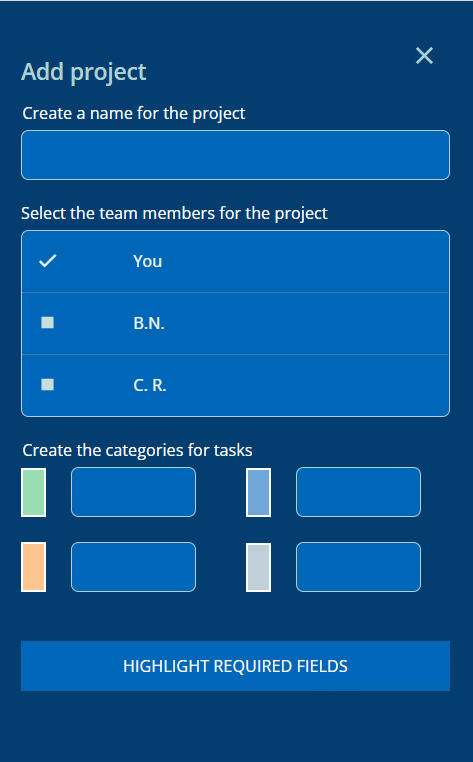 Add project
Create a name for the project
Select the team members for the project
You
B.N.
C. R.
Create the categories for tasks
HIGHLIGHT REQUIRED FIELDS